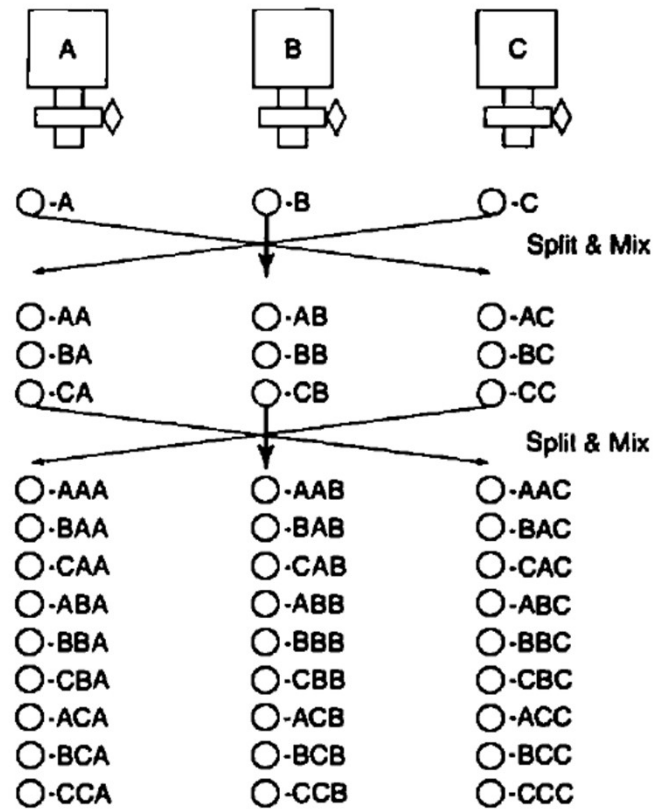 A B C
-A -B -C
Split & Mix
-AA -AB -AC
-BA -BB -BC
-CA -CB -CC
Split & Mix
-AAA -AAB -AAC
-BAA -BAB -BAC
-CAA -CAB -CAC
-ABA -ABB -ABC
-BBA -BBB -BBC
-CBA -CBB -CBC
-ACA -ACB -ACC
-BCA -BCB -BCC
-CCA -CCB -CCC